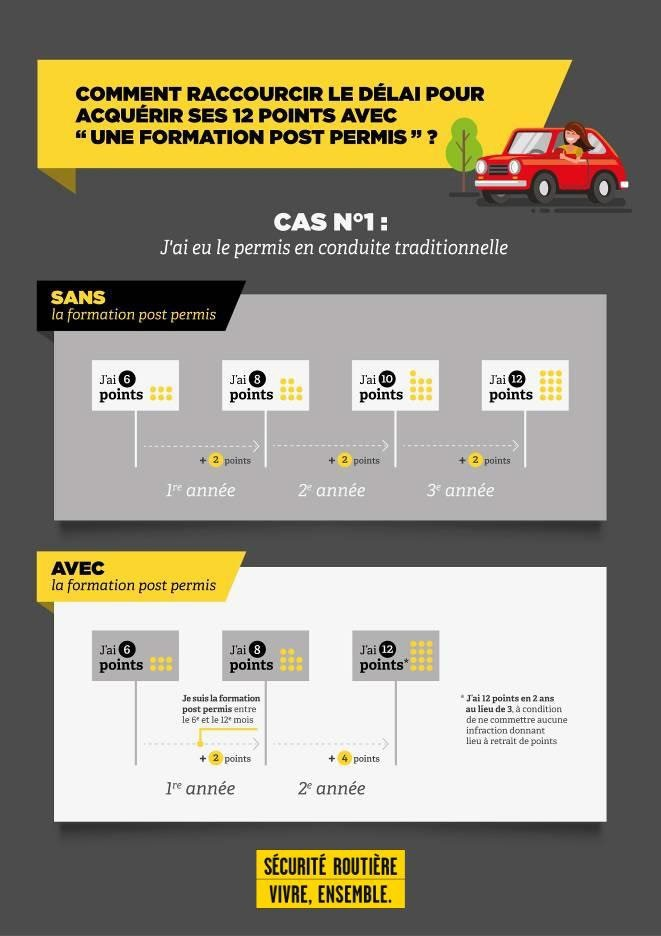 COMMENT RACCOURCIR LE DÉLAI POUR
ACQUÉRIR SES 12 POINTS AVEC
“ UNE FORMATION POST PERMIS ” ?
CAS N°1 :
J'ai eu le permis en conduite traditionnelle
SANS
la formation post permis
J'ai 6
points
J'ai 8
points
J'ai 10
points
J'ai 12
points
+ 2 points
+ 2 points
+ 2 points
1re année
2e année
3e année
AVEC
la formation post permis
J'ai 6
points
J'ai 8
points
J'ai 12
points*
Je suis la formation
post permis entre
le 6e et le 12e mois
+ 2 points
+ 4 points
1re année
2e année
* J'ai 12 points en 2 ans
au lieu de 3, à condition
de ne commettre aucune
infraction donnant
lieu à retrait de points
SÉCURITÉ ROUTIÈRE
VIVRE, ENSEMBLE.